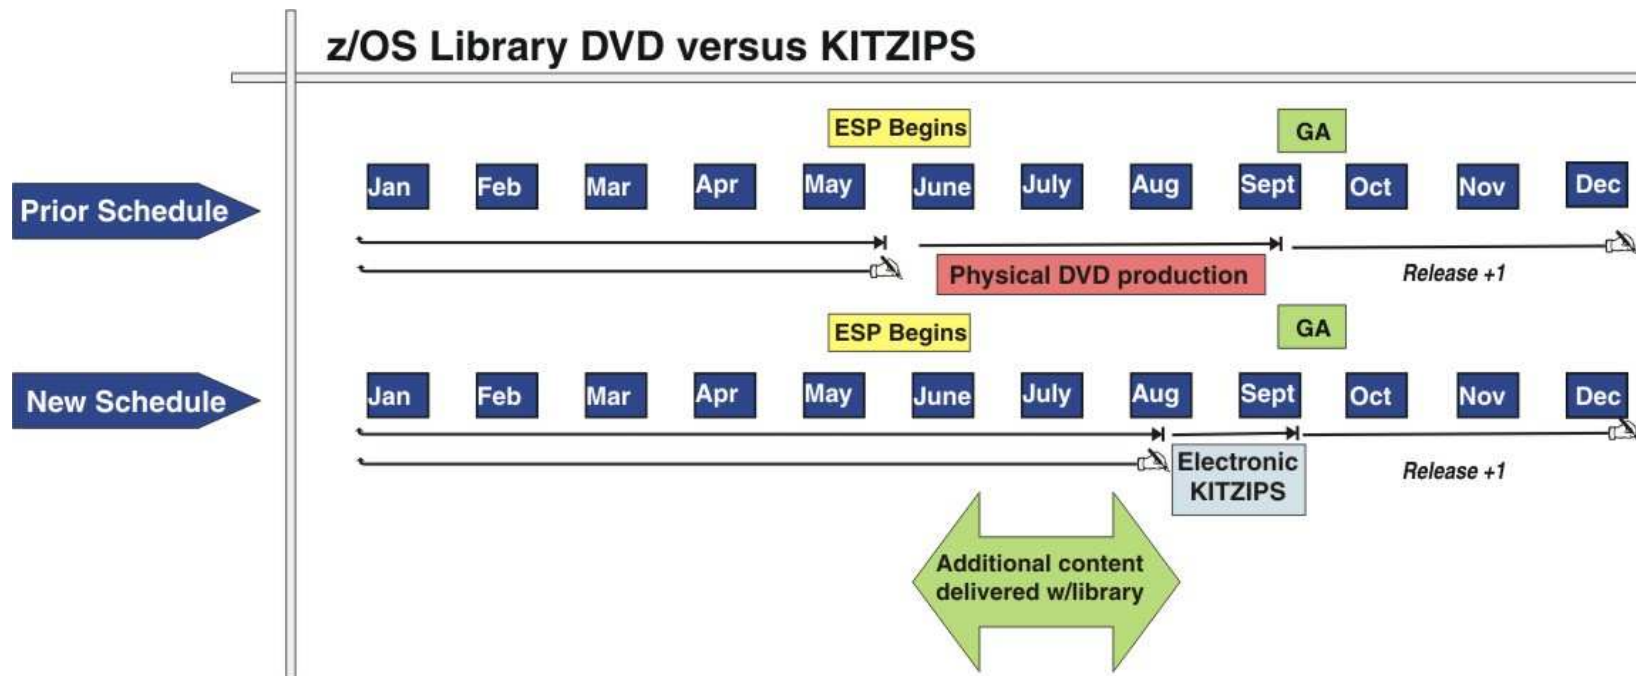 z/OS Library DVD versus KITZIPS
ESP Begins
GA
Prior Schedule
Jan Feb Mar Apr May June July Aug Sept Oct Nov Dec
Physical DVD production
Release +1
ESP Begins
GA
New Schedule
Jan Feb Mar Apr May June July Aug Sept Oct Nov Dec
Electronic
KITZIPS
Release +1
Additional content
delivered w/library